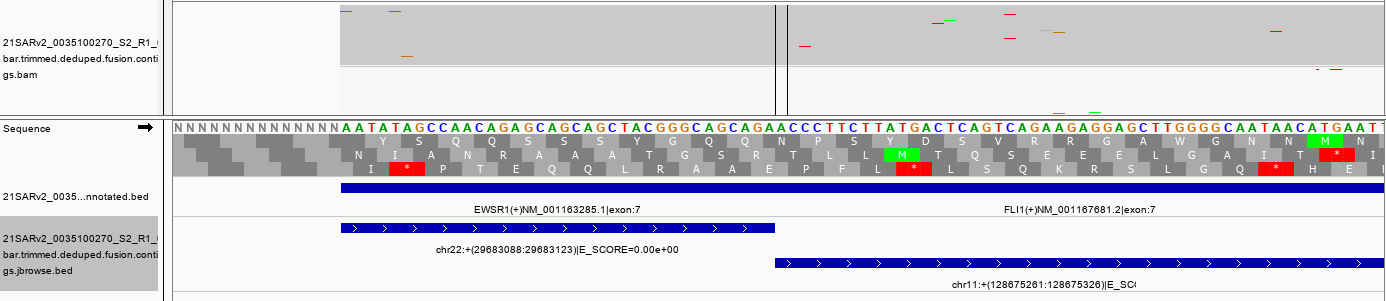 21SARv2_0035100270_S2_R1_
bar.trimmed.deduped.fusion.conti
gs.bam
Sequence
NNNNNNNNNNNNNNAATATAGCCAACAGAGCAGCAGCTACGGGCAGCAGAACCCTTCTTATGACTCAGTCAGAAGAGGAGCTTGGGGCAATAACATGAATT
Y S Q Q S S S Y G Q Q N P S Y D S V R R G A W G N N M N
N I A N R A A A T G S R T L L M T Q S E E E L G A I T * I
I * P T E Q Q L R A A E P F L * L S Q K R S L G Q * H E
21SARv2_0035...nnotated.bed
EWSR1(+)NM_001163285.1|exon:7 FLI1(+)NM_001167681.2|exon:7
21SARv2_0035100270_S2_R1_
bar.trimmed.deduped.fusion.conti
gs.jbrowse.bed
chr22:+(29683088:29683123)|E_SCORE=0.00e+00
chr11:+(128675261:128675326)|E_SC